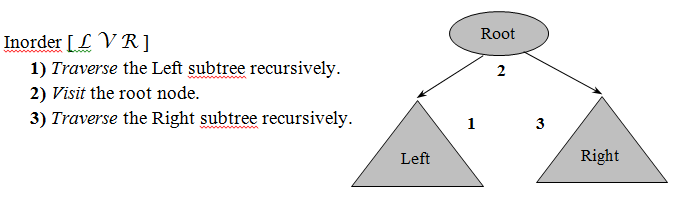 Inorder [ ℒ 𝒱 ℛ ]
1) Traverse the Left subtree recursively.
2) Visit the root node.
3) Traverse the Right subtree recursively.
Root
2
1
3
Left
Right